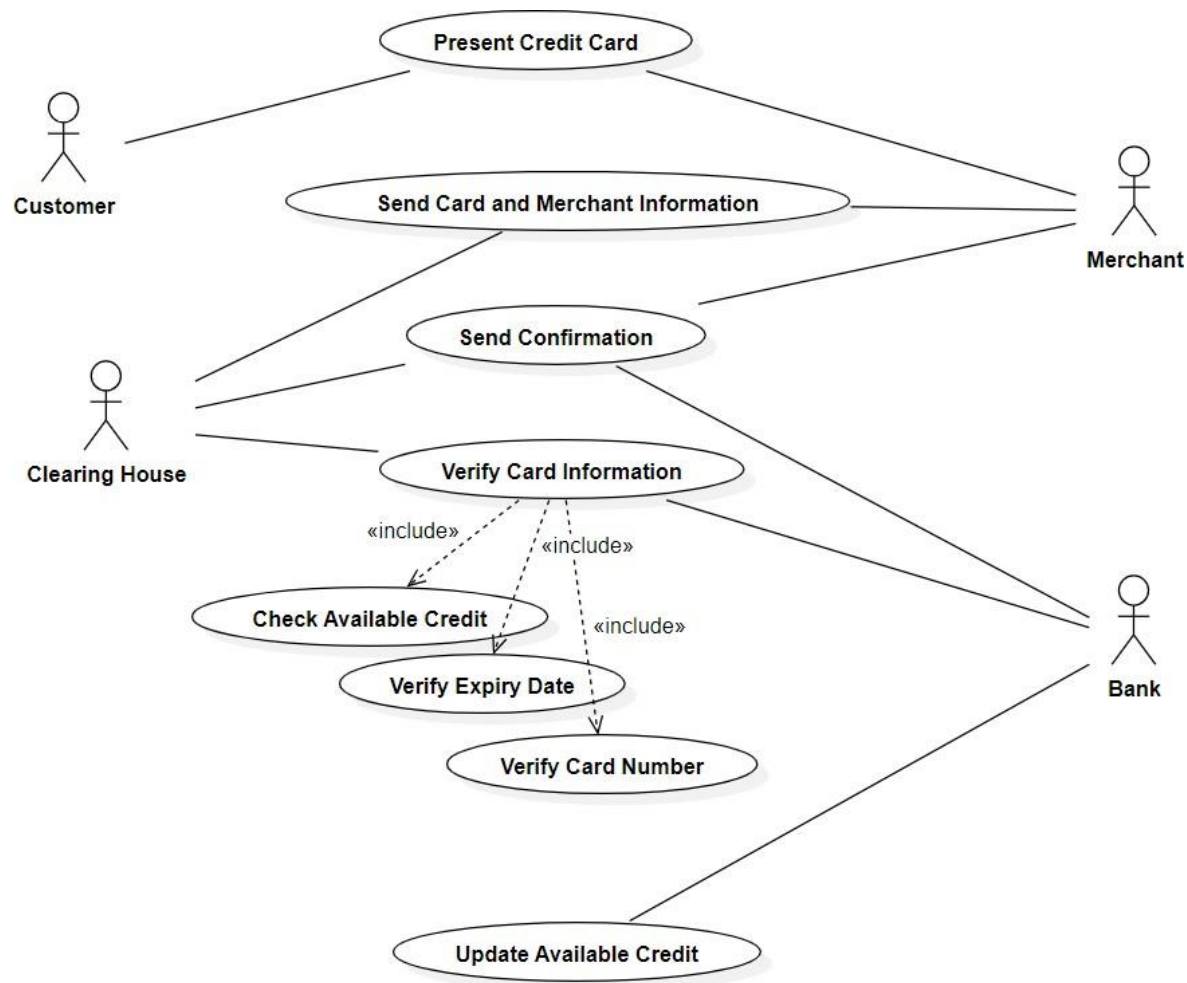 Present Credit Card
Customer
Send Card and Merchant Information
Merchant
Send Confirmation
Clearing House
Verify Card Information
«include»
«include»
Check Available Credit
«include»
Verify Expiry Date
Bank
Verify Card Number
Update Available Credit